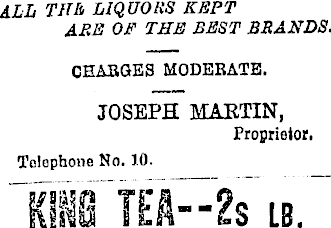 ALL THE LIQUORS KEPT
ARE OF THE BEST BRANDS.
CHARGES MODERATE.
JOSEPH MARTIN,
Proprietor.
Telephone No. 10.
KING TEA--2s LB.